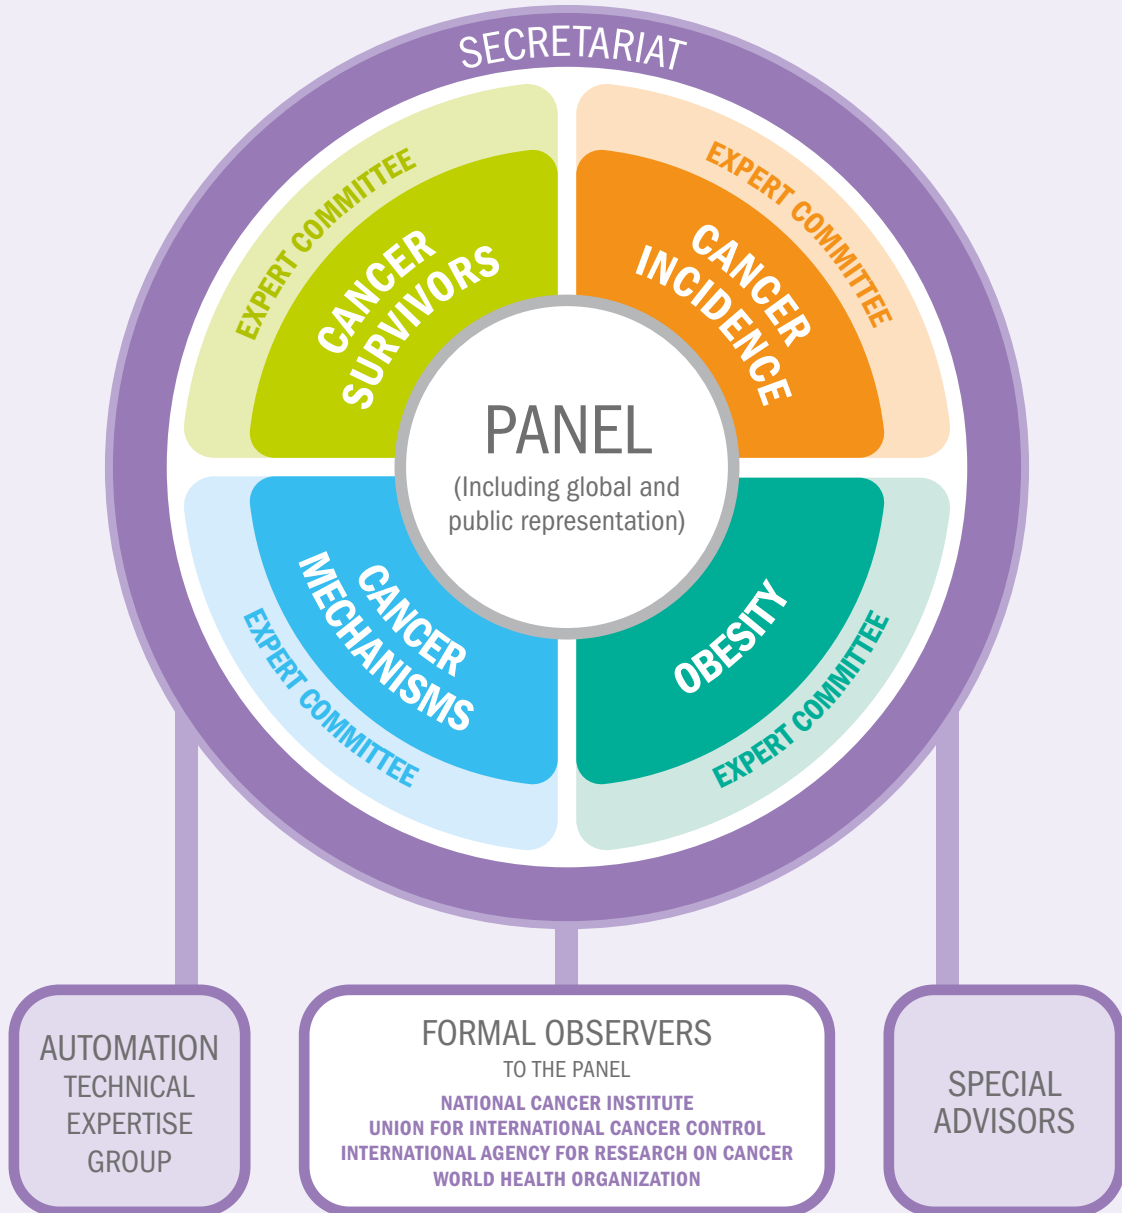 SECRETARIAT
EXPERT COMMITTEE
CANCER
SURVIVORS
EXPERT COMMITTEE
CANCER
INCIDENCE
PANEL
(Including global and
public representation)
CANCER
MECHANISMS
EXPERT COMMITTEE
OBESITY
EXPERT COMMITTEE
AUTOMATION
TECHNICAL
EXPERTISE
GROUP
FORMAL OBSERVERS
TO THE PANEL
NATIONAL CANCER INSTITUTE
UNION FOR INTERNATIONAL CANCER CONTROL
INTERNATIONAL AGENCY FOR RESEARCH ON CANCER
WORLD HEALTH ORGANIZATION
SPECIAL
ADVISORS